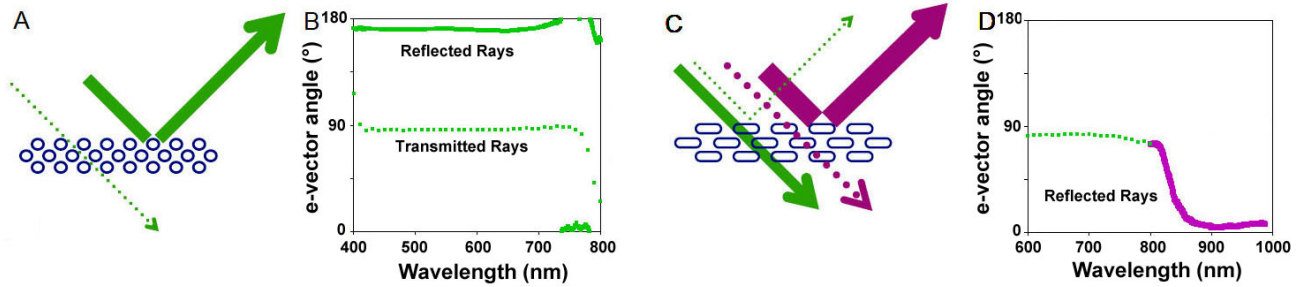 A
B
180
90
0
e-vector angle (°)
Reflected Rays
Transmitted Rays
400 500 600 700 800
Wavelength (nm)
C
D
180
90
0
e-vector angle (°)
Reflected Rays
600 700 800 900 1000
Wavelength (nm)